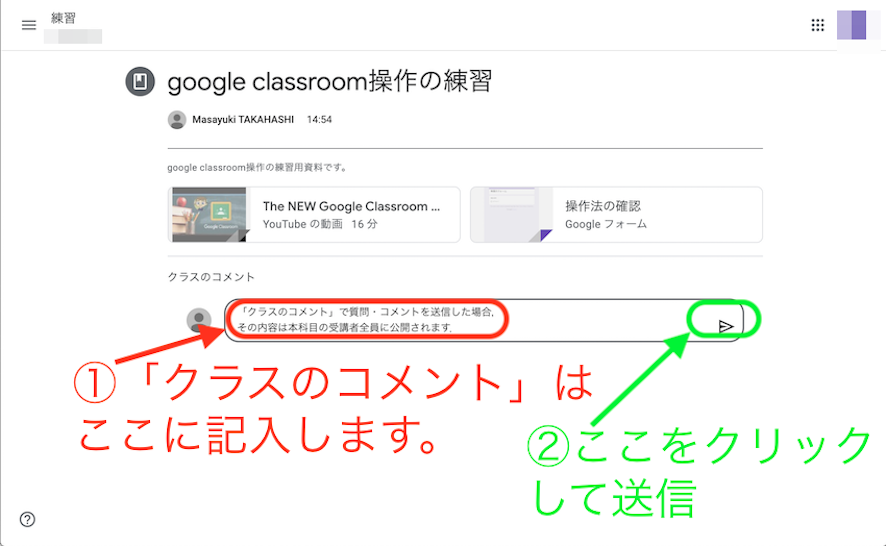 練習
google classroom操作の練習
Masayuki TAKAHASHI 14:54
google classroom操作の練習用資料です。
The NEW Google Classroom ...
YouTube の動画 16 分
操作法の確認
Google フォーム
クラスのコメント
「クラスのコメント」で質問・コメントを送信した場合,
その内容は本科目の受講者全員に公開されます.
①「クラスのコメント」は
ここに記入します。
②ここをクリック
して送信